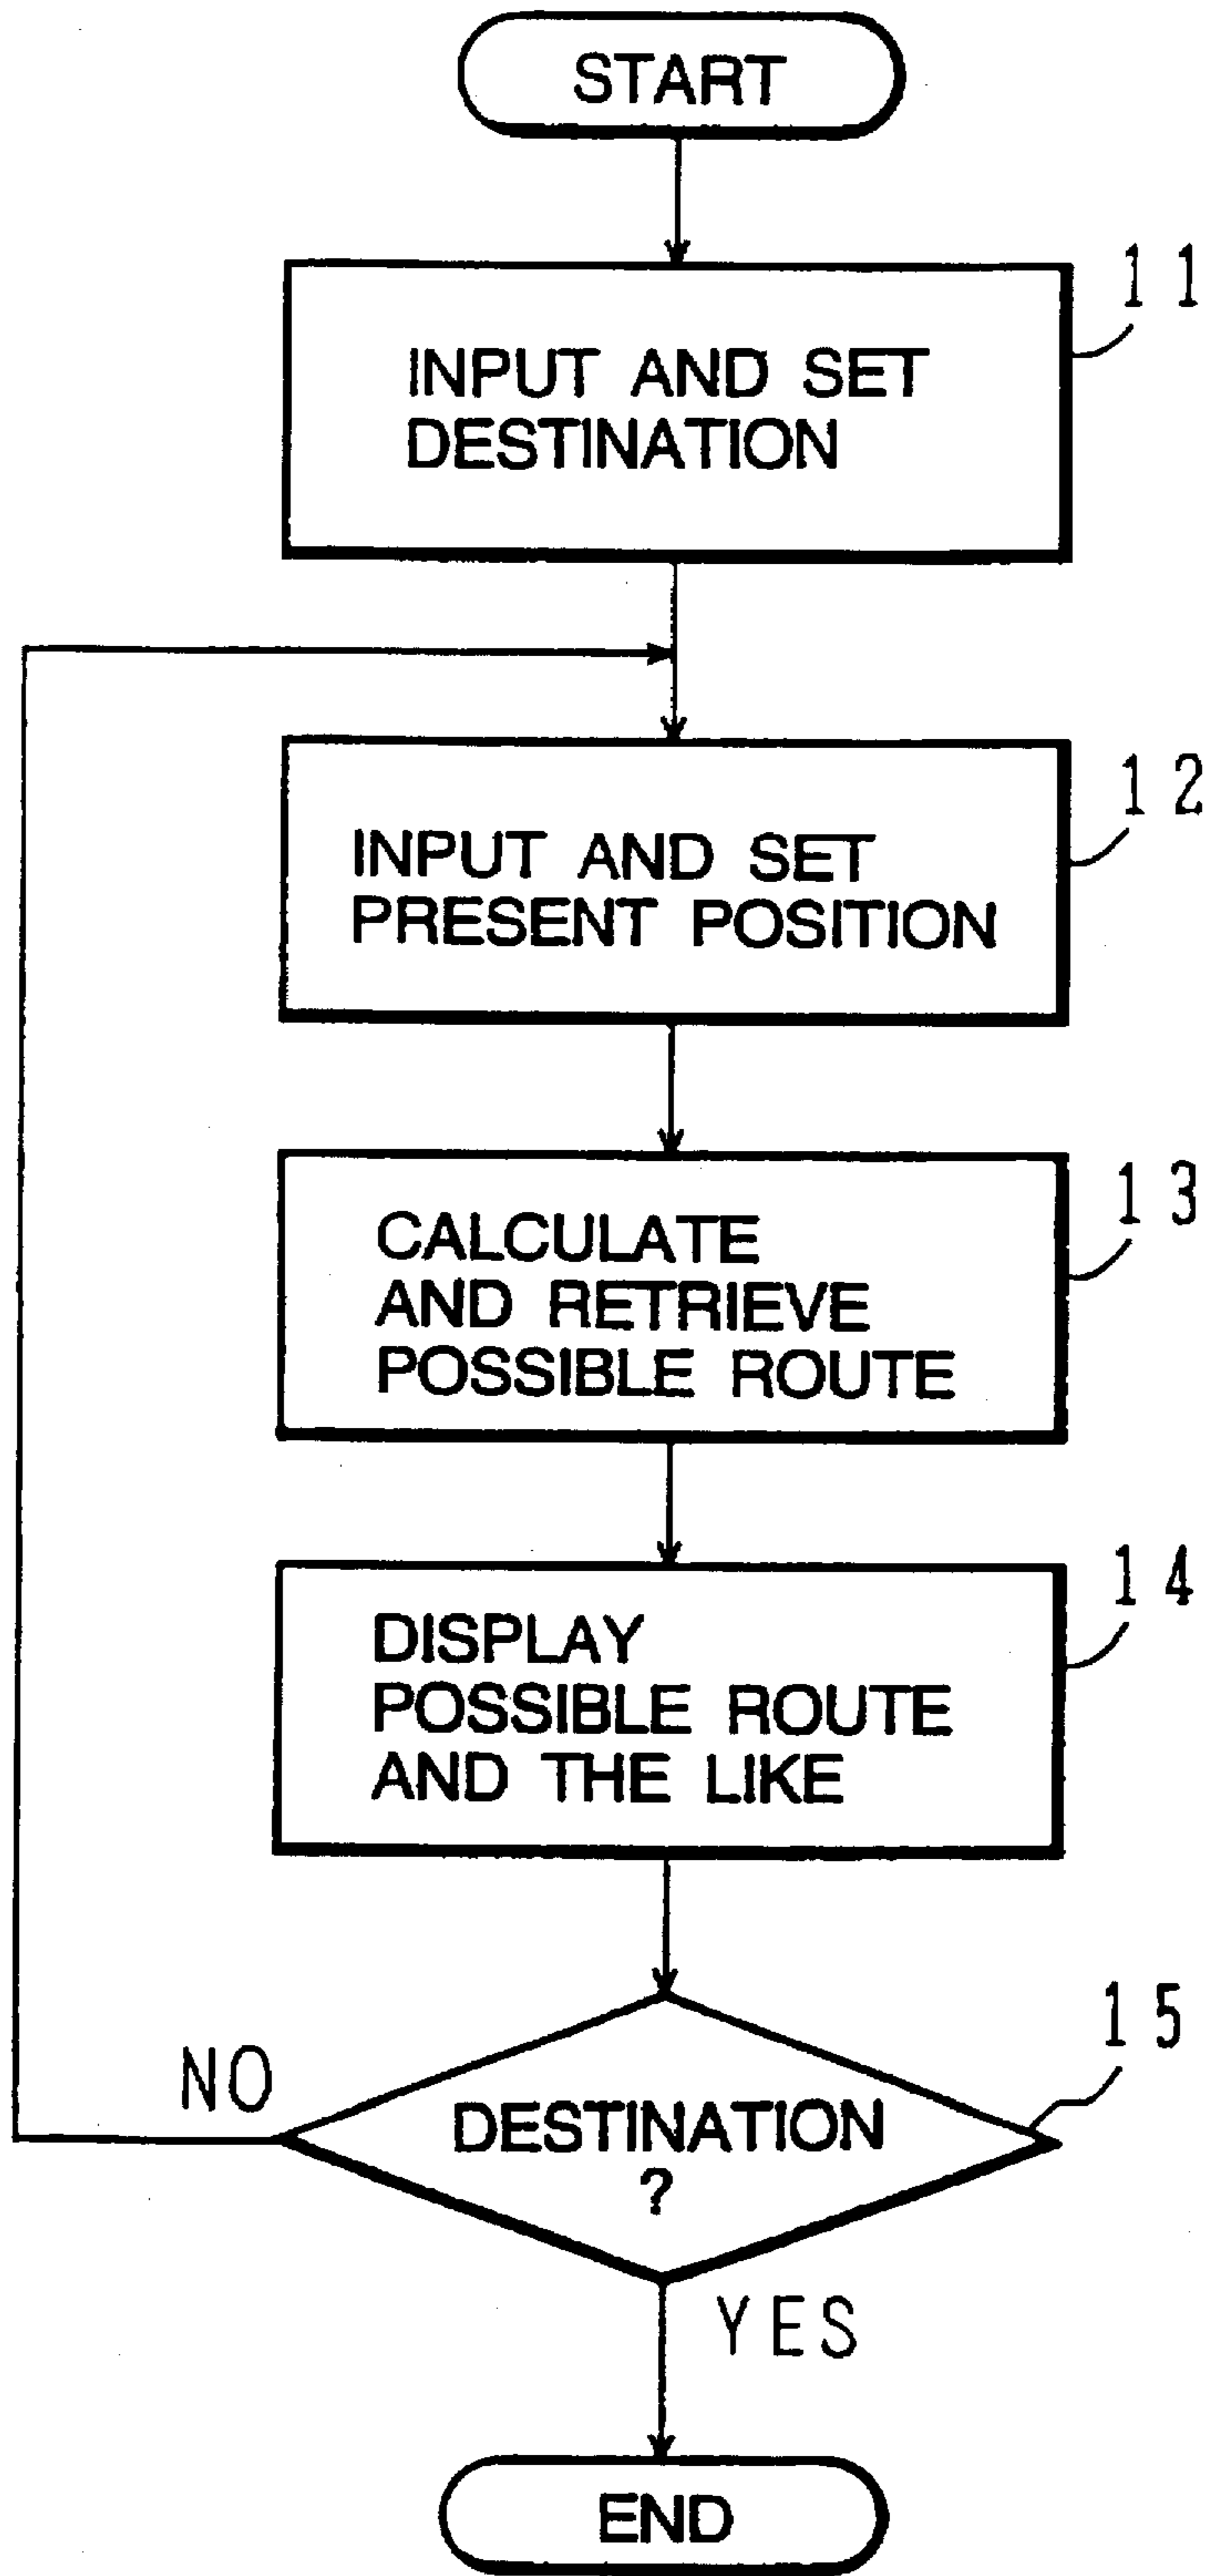 START
11
INPUT AND SET
DESTINATION
12
INPUT AND SET
PRESENT POSITION
13
CALCULATE
AND RETRIEVE
POSSIBLE ROUTE
14
DISPLAY
POSSIBLE ROUTE
AND THE LIKE
15
NO
DESTINATION
?
YES
END